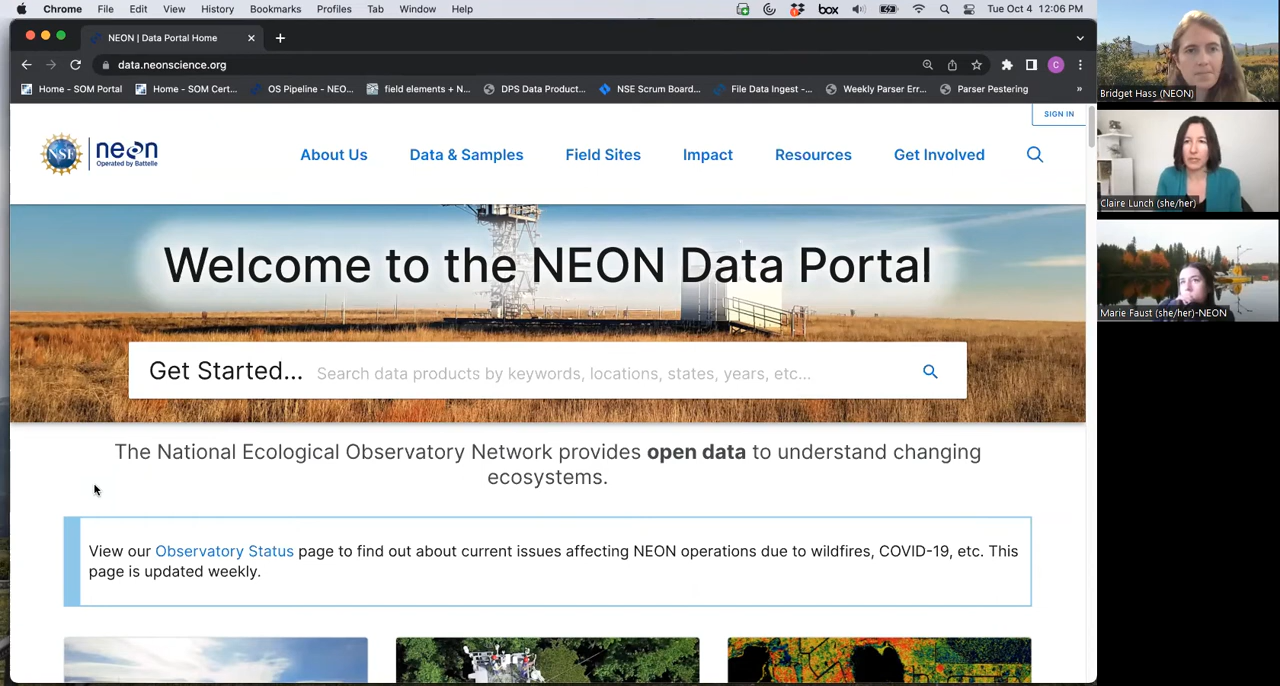 Chrome File Edit View History Bookmarks Profiles Tab Window Help box Tue Oct 4 12:06 PM
NEON | Data Portal Home
data.neonscience.org C
Home - SOM Portal Home - SOM Cert... OS Pipeline - NEO... field elements + N... DPS Data Product... NSE Scrum Board... File Data Ingest -... Weekly Parser Err... Parser Pestering »
SIGN IN
NSF neon
Operated by Battelle
About Us Data & Samples Field Sites Impact Resources Get Involved
Welcome to the NEON Data Portal
Get Started... Search data products by keywords, locations, states, years, etc...
The National Ecological Observatory Network provides open data to understand changing
ecosystems.
View our Observatory Status page to find out about current issues affecting NEON operations due to wildfires, COVID-19, etc. This
page is updated weekly.
Bridget Hass (NEON)
Claire Lunch (she/her)
Marie Faust (she/her)-NEON